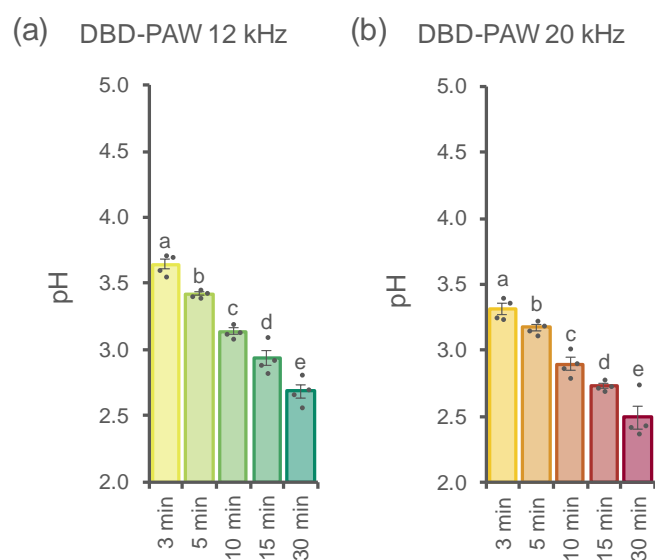 (a) DBD-PAW 12 kHz
pH
5.0
4.5
4.0
3.5
3.0
2.5
2.0
a
b
c
d
e
3 min
5 min
10 min
15 min
30 min
(b) DBD-PAW 20 kHz
pH
5.0
4.5
4.0
3.5
3.0
2.5
2.0
a
b
c
d
e
3 min
5 min
10 min
15 min
30 min